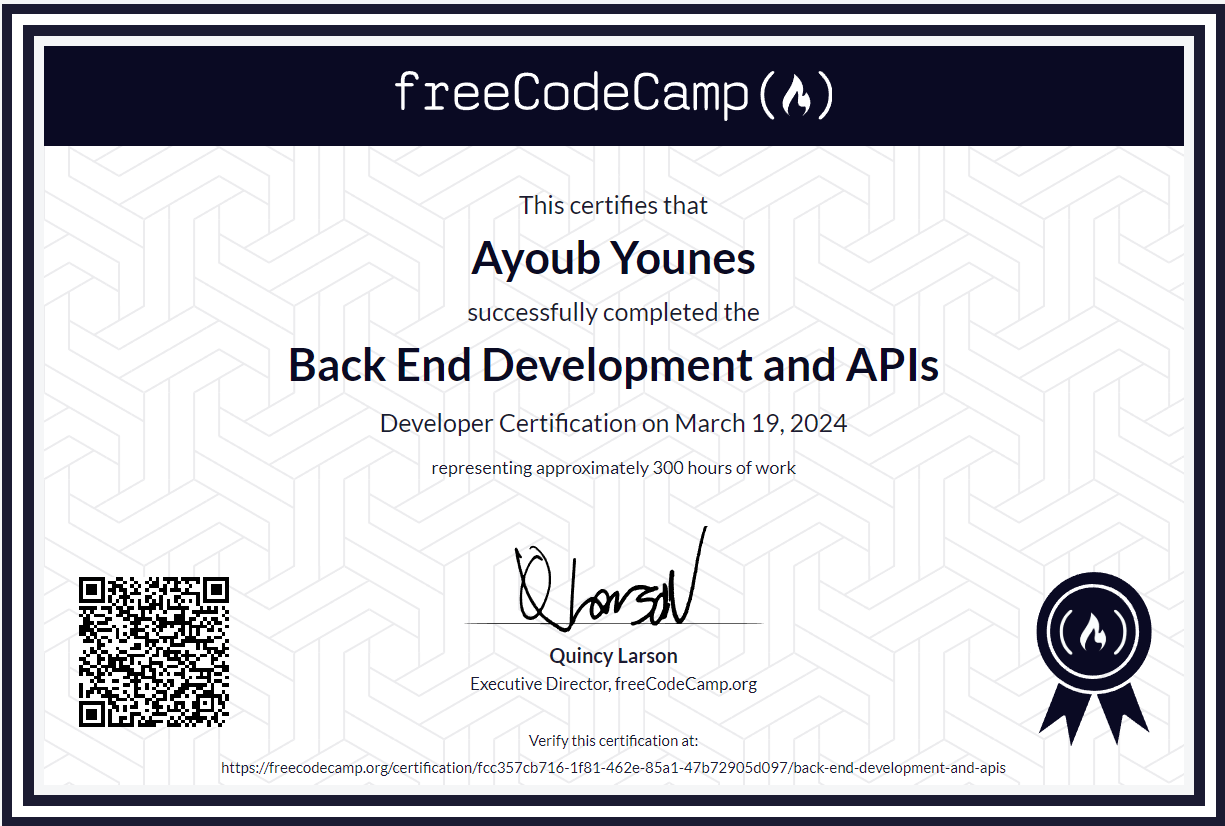 freeCodeCamp
This certifies that
Ayoub Younes
successfully completed the
Back End Development and APIs
Developer Certification on March 19, 2024
representing approximately 300 hours of work
Q Larson
Quincy Larson
Executive Director, freeCodeCamp.org
Verify this certification at:
https://freecodecamp.org/certification/fcc357cb716-1f81-462e-85a1-47b72905d097/back-end-development-and-apis